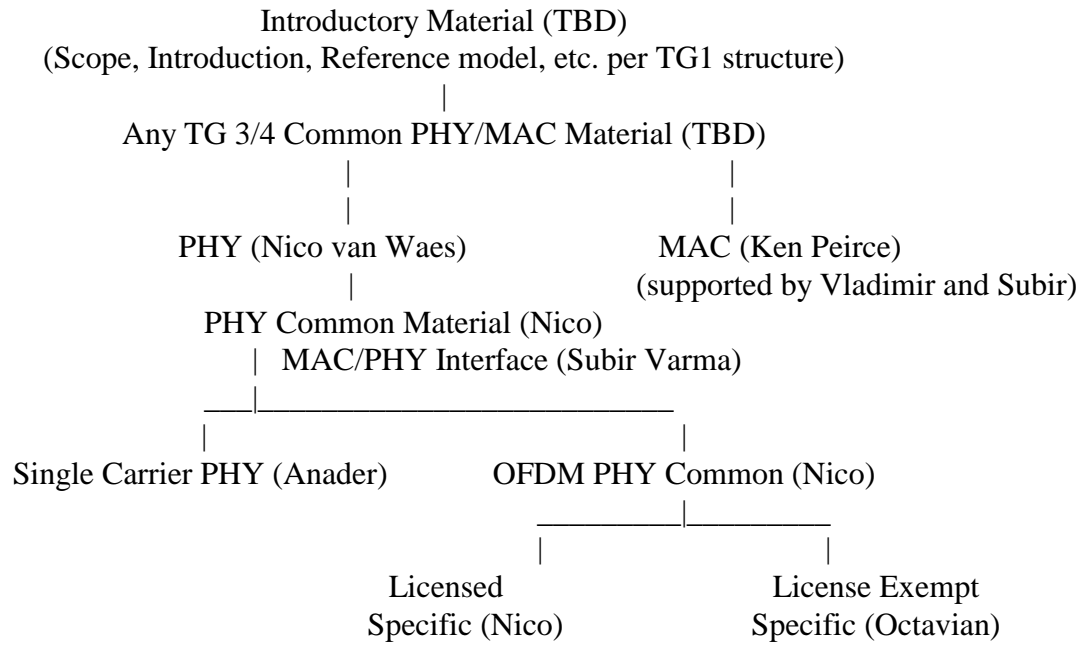 Introductory Material (TBD)
(Scope, Introduction, Reference model, etc. per TG1 structure)
Any TG 3/4 Common PHY/MAC Material (TBD)
PHY (Nico van Waes)
MAC (Ken Peirce)
(supported by Vladimir and Subir)
PHY Common Material (Nico)
MAC/PHY Interface (Subir Varma)
Single Carrier PHY (Anader)
OFDM PHY Common (Nico)
Licensed
Specific (Nico)
License Exempt
Specific (Octavian)